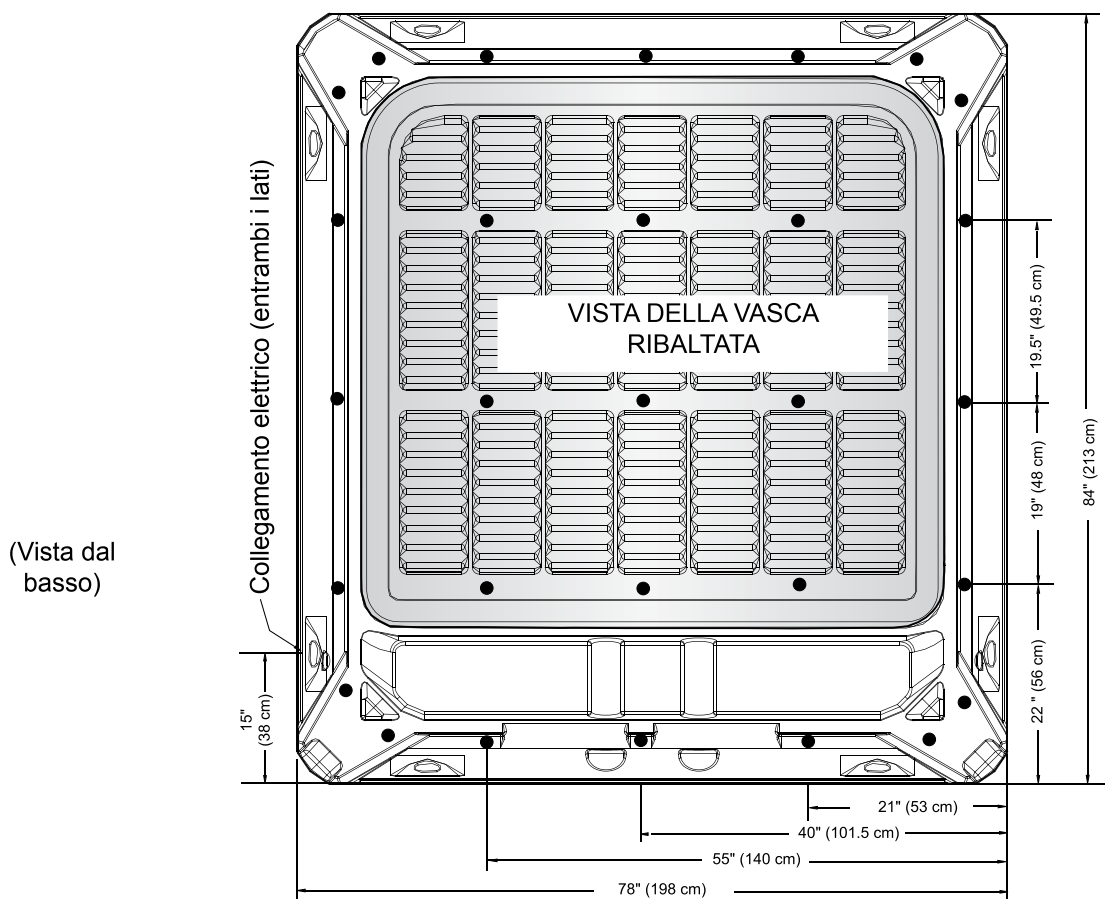 Collegamento elettrico (entrambi i lati)
VISTA DELLA VASCA
RIBALTATA
(Vista dal
basso)
19.5" (49.5 cm)
19" (48 cm)
22 " (56 cm)
84" (213 cm)
15"
(38 cm)
21" (53 cm)
40" (101.5 cm)
55" (140 cm)
78" (198 cm)